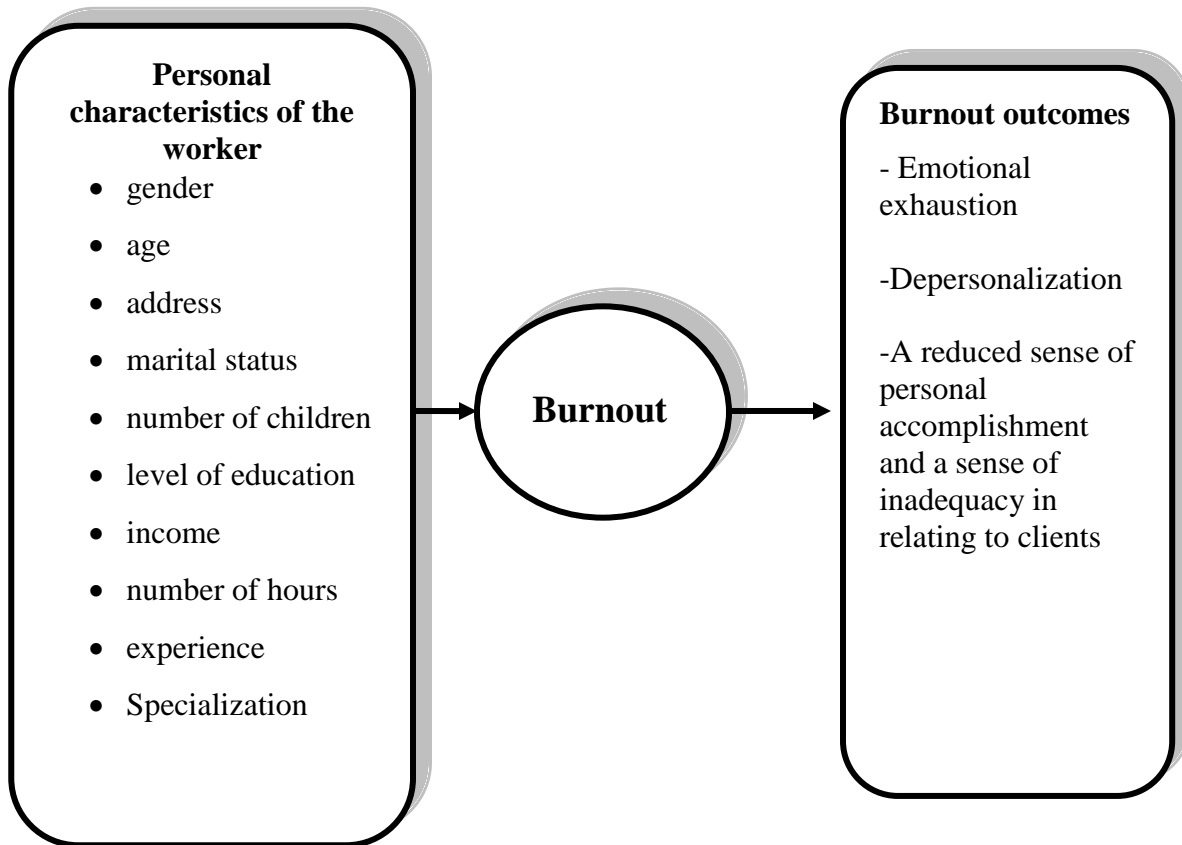 Personal
characteristics of the
worker
• gender
• age
• address
• marital status
• number of children
• level of education
• income
• number of hours
• experience
• Specialization
Burnout
Burnout outcomes
- Emotional
exhaustion
-Depersonalization
-A reduced sense of
personal
accomplishment
and a sense of
inadequacy in
relating to clients